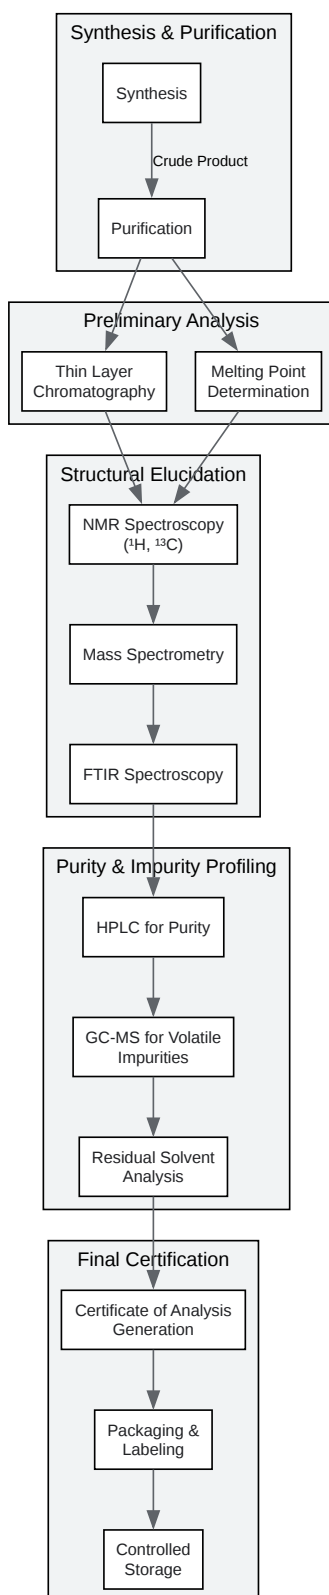 Synthesis & Purification
Synthesis
Crude Product
Purification
Preliminary Analysis
Thin Layer
Chromatography
Melting Point
Determination
Structural Elucidation
NMR Spectroscopy
(¹H, ¹³C)
Mass Spectrometry
FTIR Spectroscopy
Purity & Impurity Profiling
HPLC for Purity
GC-MS for Volatile
Impurities
Residual Solvent
Analysis
Final Certification
Certificate of Analysis
Generation
Packaging &
Labeling
Controlled
Storage